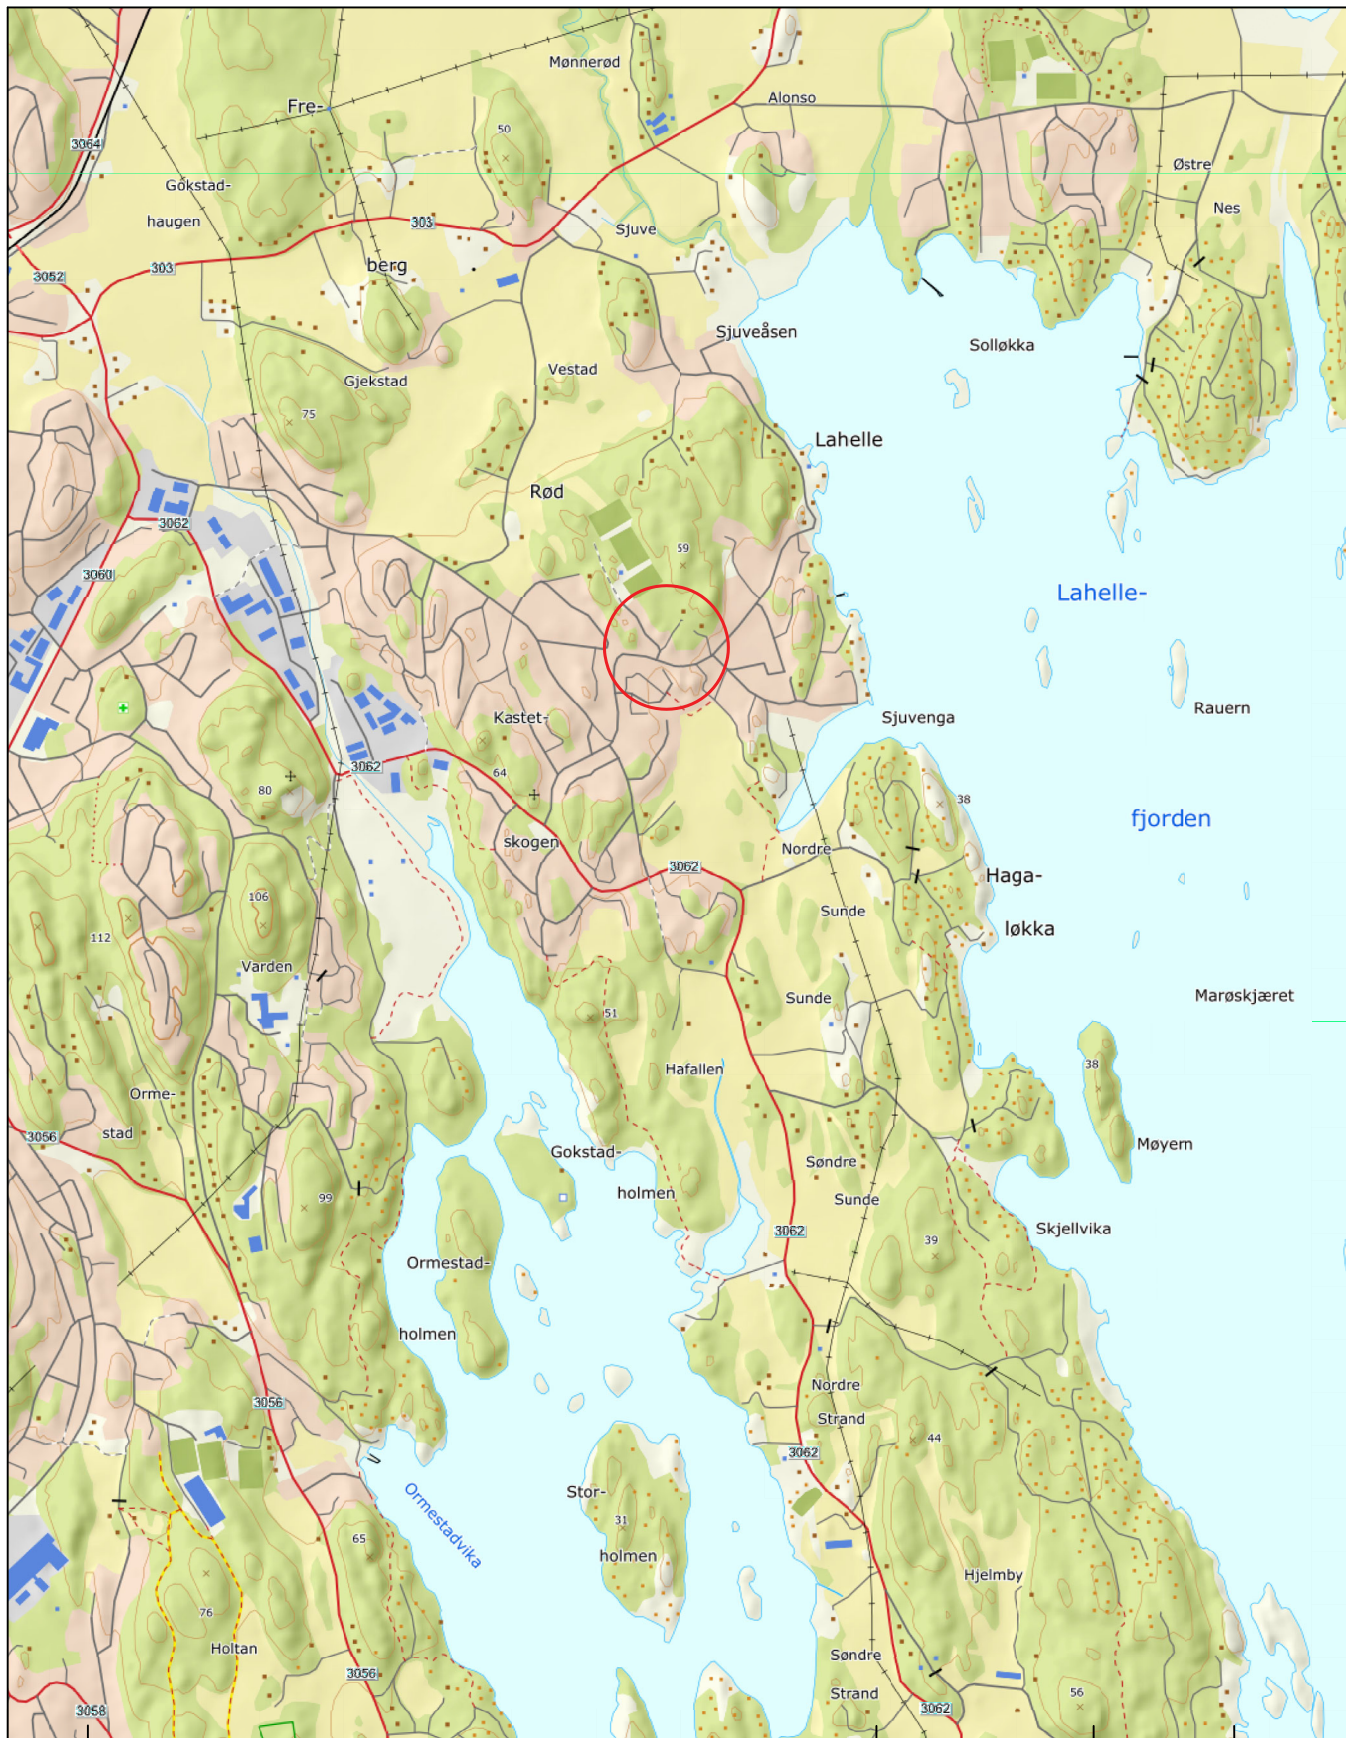 Mønnerød
Alonso
Fre-
50
3064
Østre
Gokstad-
Nes
haugen
303
Sjuve
berg
303
3052
Sjuveåsen
Solløkka
Vestad
Gjekstad
75
Lahelle
Rød
3062
59
3060
Lahelle-
Rauern
Kastet-
Sjuvenga
3062
64
80
38
fjorden
skogen
Nordre
3062
Haga-
106
Sunde
løkka
112
Varden
Sunde
Marøskjæret
51
Hafallen
38
Orme-
stad
3056
Møyem
Gokstad-
Søndre
holmen
99
Sunde
Skjellvika
3062
39
Ormestad-
holmen
Nordre
3056
Strand
44
3062
Ormestadvika
Stor-
31
65
holmen
Hjelmby
76
Holtan
Søndre
3056
Strand
56
3058
3062